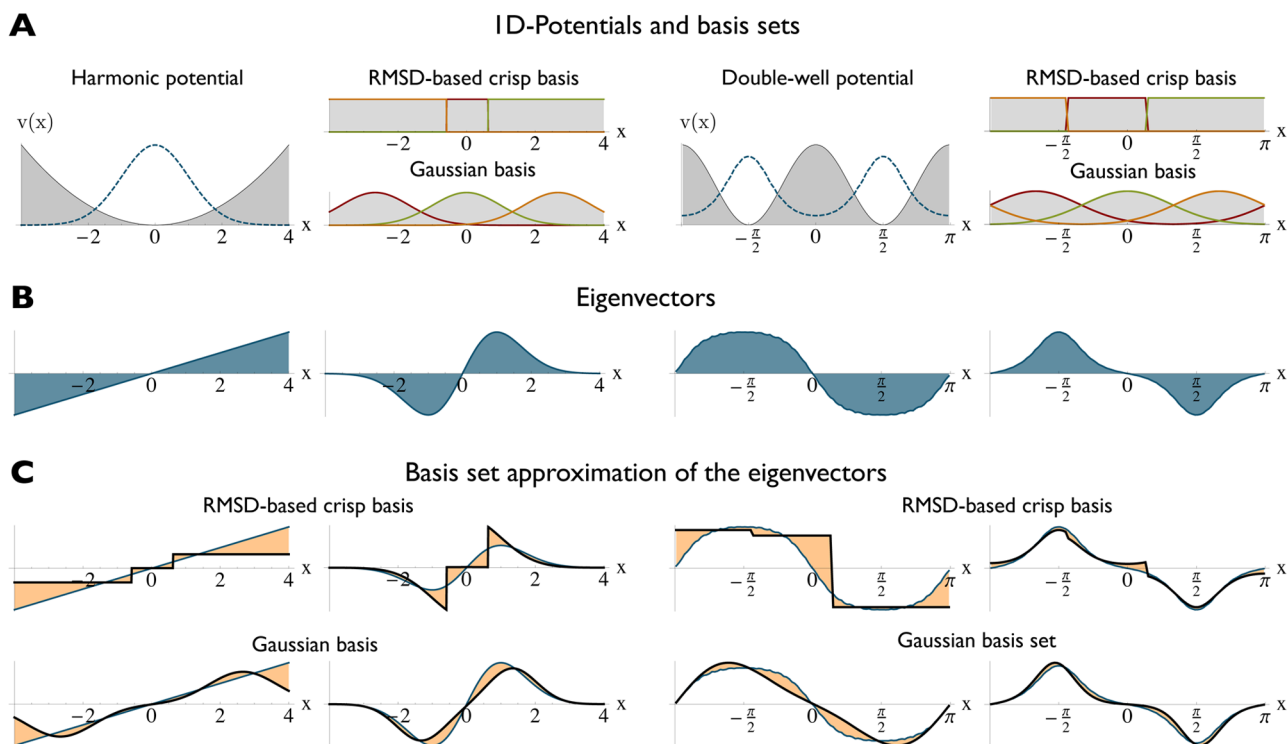 A
1D-Potentials and basis sets
Harmonic potential
RMSD-based crisp basis
Double-well potential
RMSD-based crisp basis
v(x)
−2 0 2 4 x
v(x)
−π/2 0 π/2 π x
Gaussian basis
Gaussian basis
−2 0 2 4 x
−2 0 2 4 x
−π/2 0 π/2 π x
−π/2 0 π/2 π x
B
Eigenvectors
−2 0 2 4 x
−2 0 2 4 x
−π/2 0 π/2 π x
−π/2 0 π/2 π x
C
Basis set approximation of the eigenvectors
RMSD-based crisp basis
RMSD-based crisp basis
−2 0 2 4 x
−2 0 2 4 x
−π/2 0 π/2 π x
−π/2 0 π/2 π x
Gaussian basis
Gaussian basis set
−2 0 2 4 x
−2 0 2 4 x
−π/2 0 π/2 π x
−π/2 0 π/2 π x